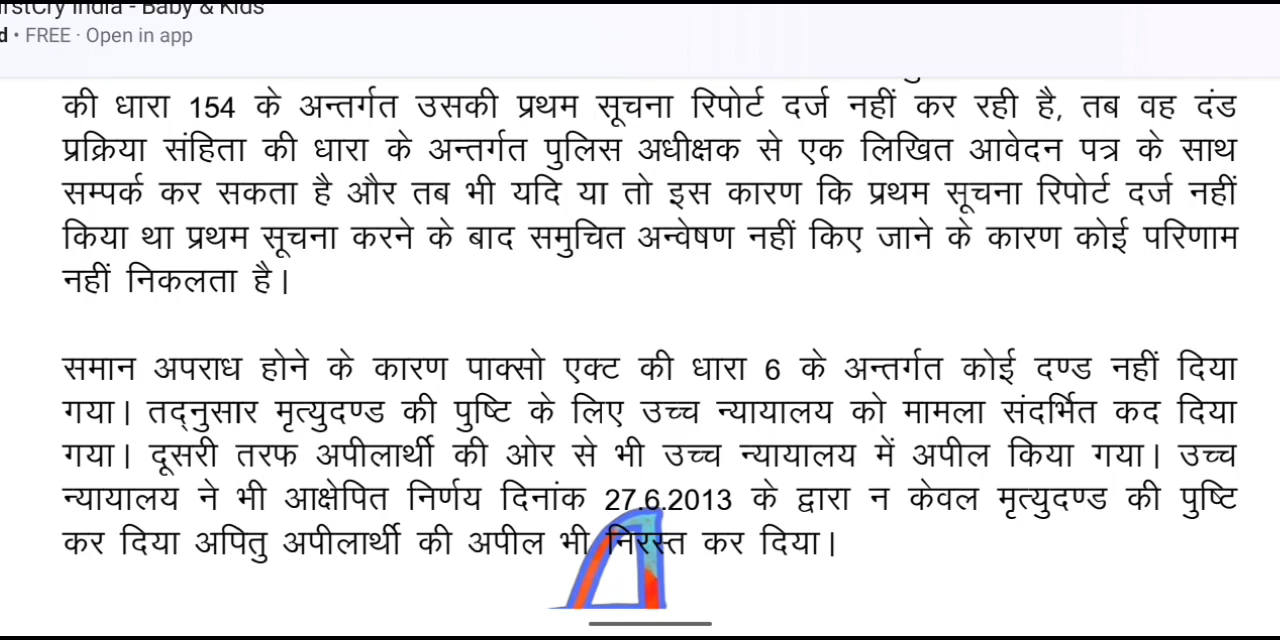 FirstCry India - Baby & Kids
d • FREE · Open in app
की धारा 154 के अन्तर्गत उसकी प्रथम सूचना रिपोर्ट दर्ज नहीं कर रही है, तब वह दंड
प्रक्रिया संहिता की धारा के अन्तर्गत पुलिस अधीक्षक से एक लिखित आवेदन पत्र के साथ
सम्पर्क कर सकता है और तब भी यदि या तो इस कारण कि प्रथम सूचना रिपोर्ट दर्ज नहीं
किया था प्रथम सूचना करने के बाद समुचित अन्वेषण नहीं किए जाने के कारण कोई परिणाम
नहीं निकलता है।
समान अपराध होने के कारण पाक्सो एक्ट की धारा 6 के अन्तर्गत कोई दण्ड नहीं दिया
गया। तद्नुसार मृत्युदण्ड की पुष्टि के लिए उच्च न्यायालय को मामला संदर्भित कद दिया
गया। दूसरी तरफ अपीलार्थी की ओर से भी उच्च न्यायालय में अपील किया गया। उच्च
न्यायालय ने भी आक्षेपित निर्णय दिनांक 27.6.2013 के द्वारा न केवल मृत्युदण्ड की पुष्टि
कर दिया अपितु अपीलार्थी की अपील भी निरस्त कर दिया।